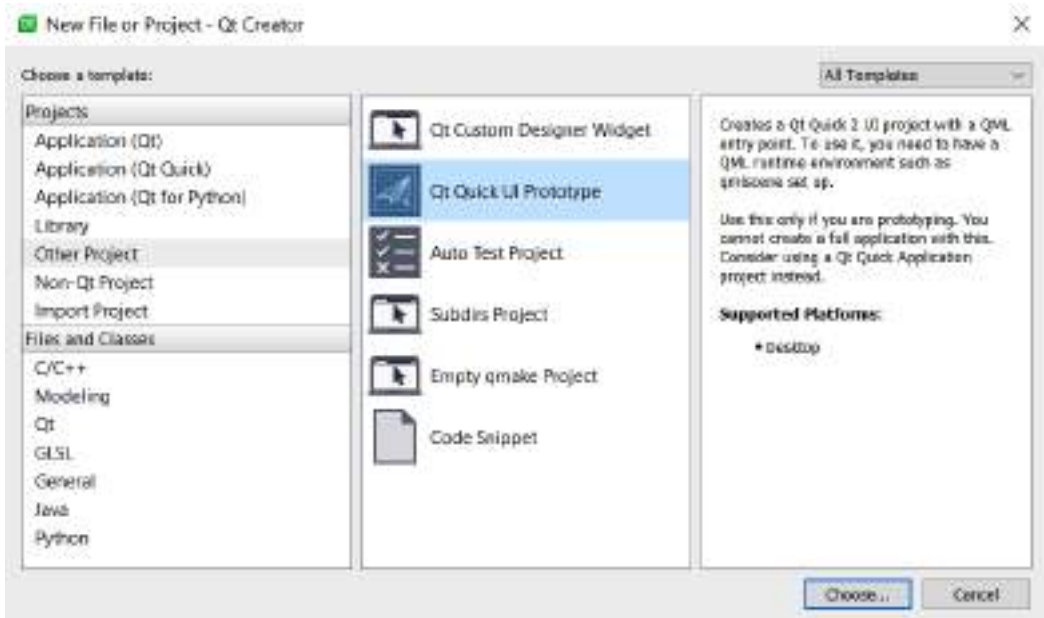 New File or Project - Qt Creator
Choose a template:
All Templates
Projects
Application (Qt)
Application (Qt Quick)
Application (Qt for Python)
Library
Other Project
Non-Qt Project
Import Project
Files and Classes
C/C++
Modeling
Qt
GLSL
General
Java
Python
Qt Custom Designer Widget
Qt Quick UI Prototype
Auto Test Project
Subdirs Project
Empty qmake Project
Code Snippet
Creates a Qt Quick 2 UI project with a QML
entry point. To use it, you need to have a
QML runtime environment such as
qmlscene set up.
Use this only if you are prototyping. You
cannot create a full application with this.
Consider using a Qt Quick Application
project instead.
Supported Platforms:
• Desktop
Choose...
Cancel